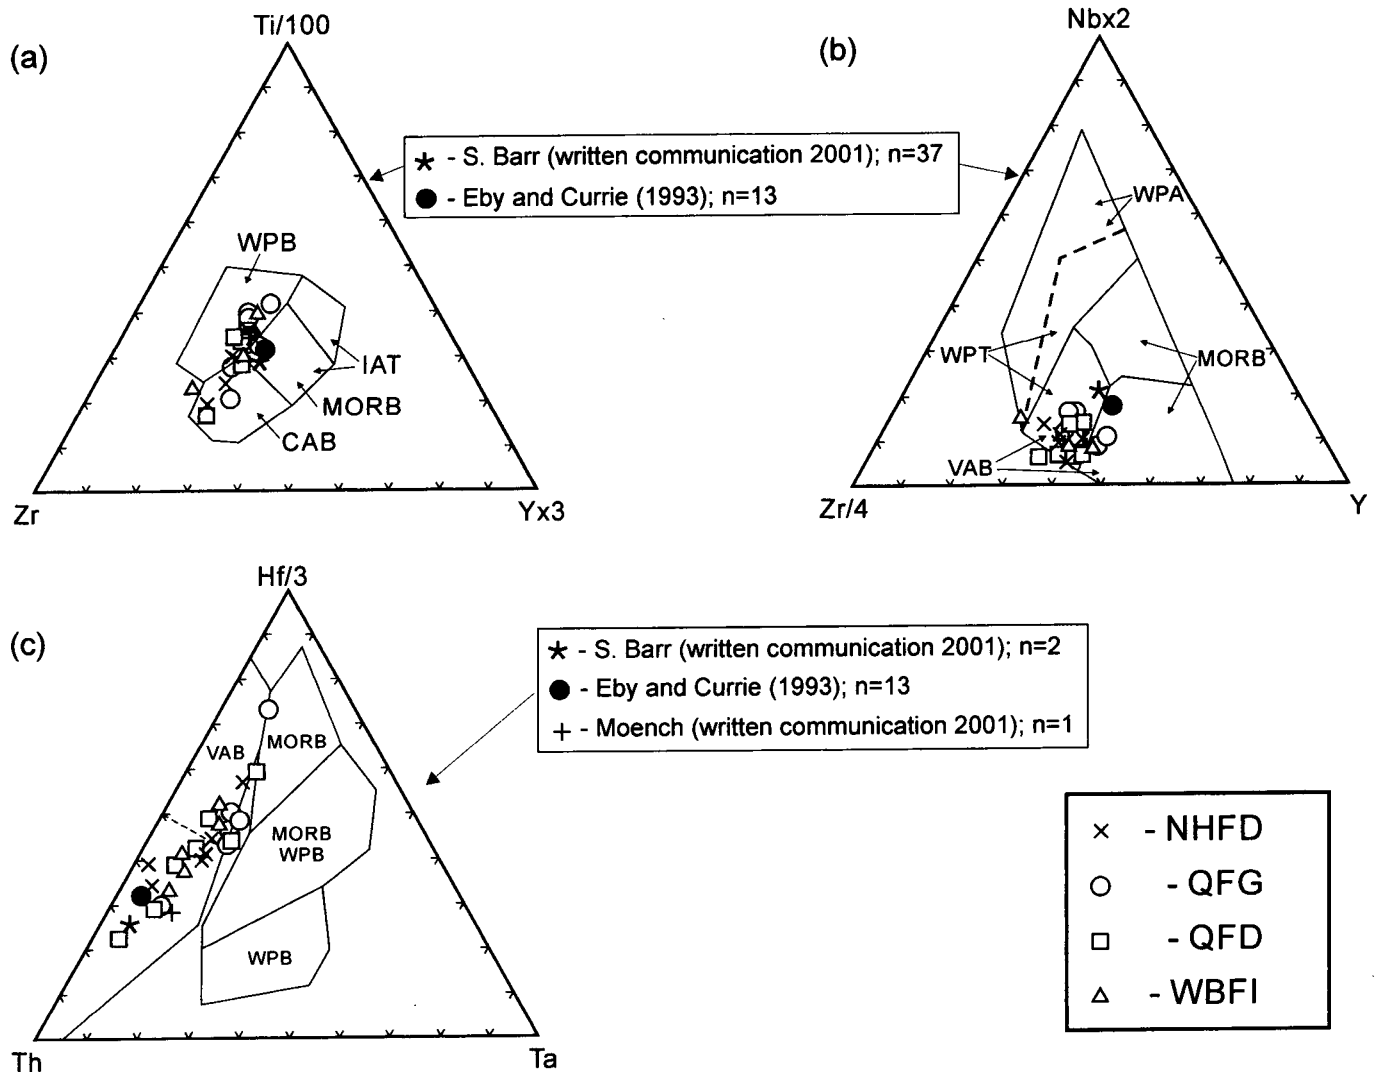 (a)
Ti/100
WPB
IAT
MORB
CAB
Zr
Yx3
(b)
Nbx2
WPA
WPT
MORB
VAB
Zr/4
Y
- S. Barr (written communication 2001); n=37
- Eby and Currie (1993); n=13
(c)
Hf/3
VAB
MORB
MORB
WPB
WPB
Th
Ta
- S. Barr (written communication 2001); n=2
- Eby and Currie (1993); n=13
- Moench (written communication 2001); n=1
- NHFD
- QFG
- QFD
- WBFI